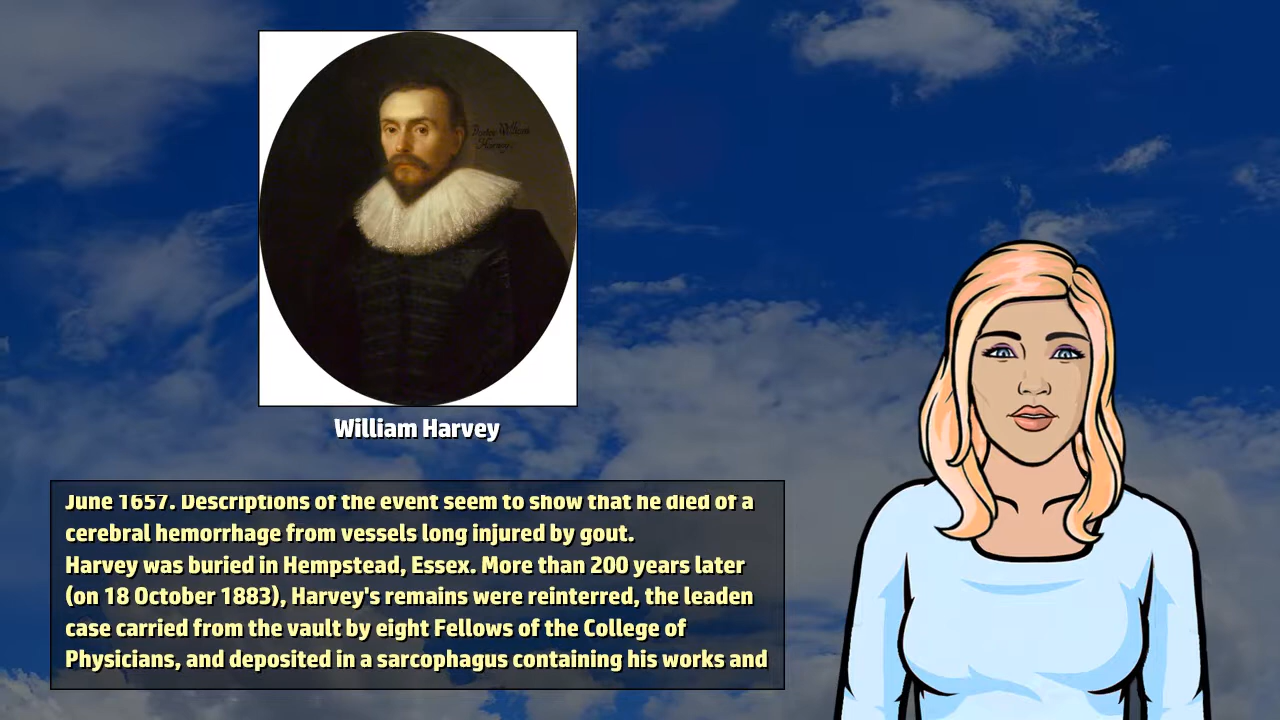 Doctor William
Harvey.
William Harvey
June 1657. Descriptions of the event seem to show that he died of a
cerebral hemorrhage from vessels long injured by gout.
Harvey was buried in Hempstead, Essex. More than 200 years later
(on 18 October 1883), Harvey's remains were reinterred, the leaden
case carried from the vault by eight Fellows of the College of
Physicians, and deposited in a sarcophagus containing his works and